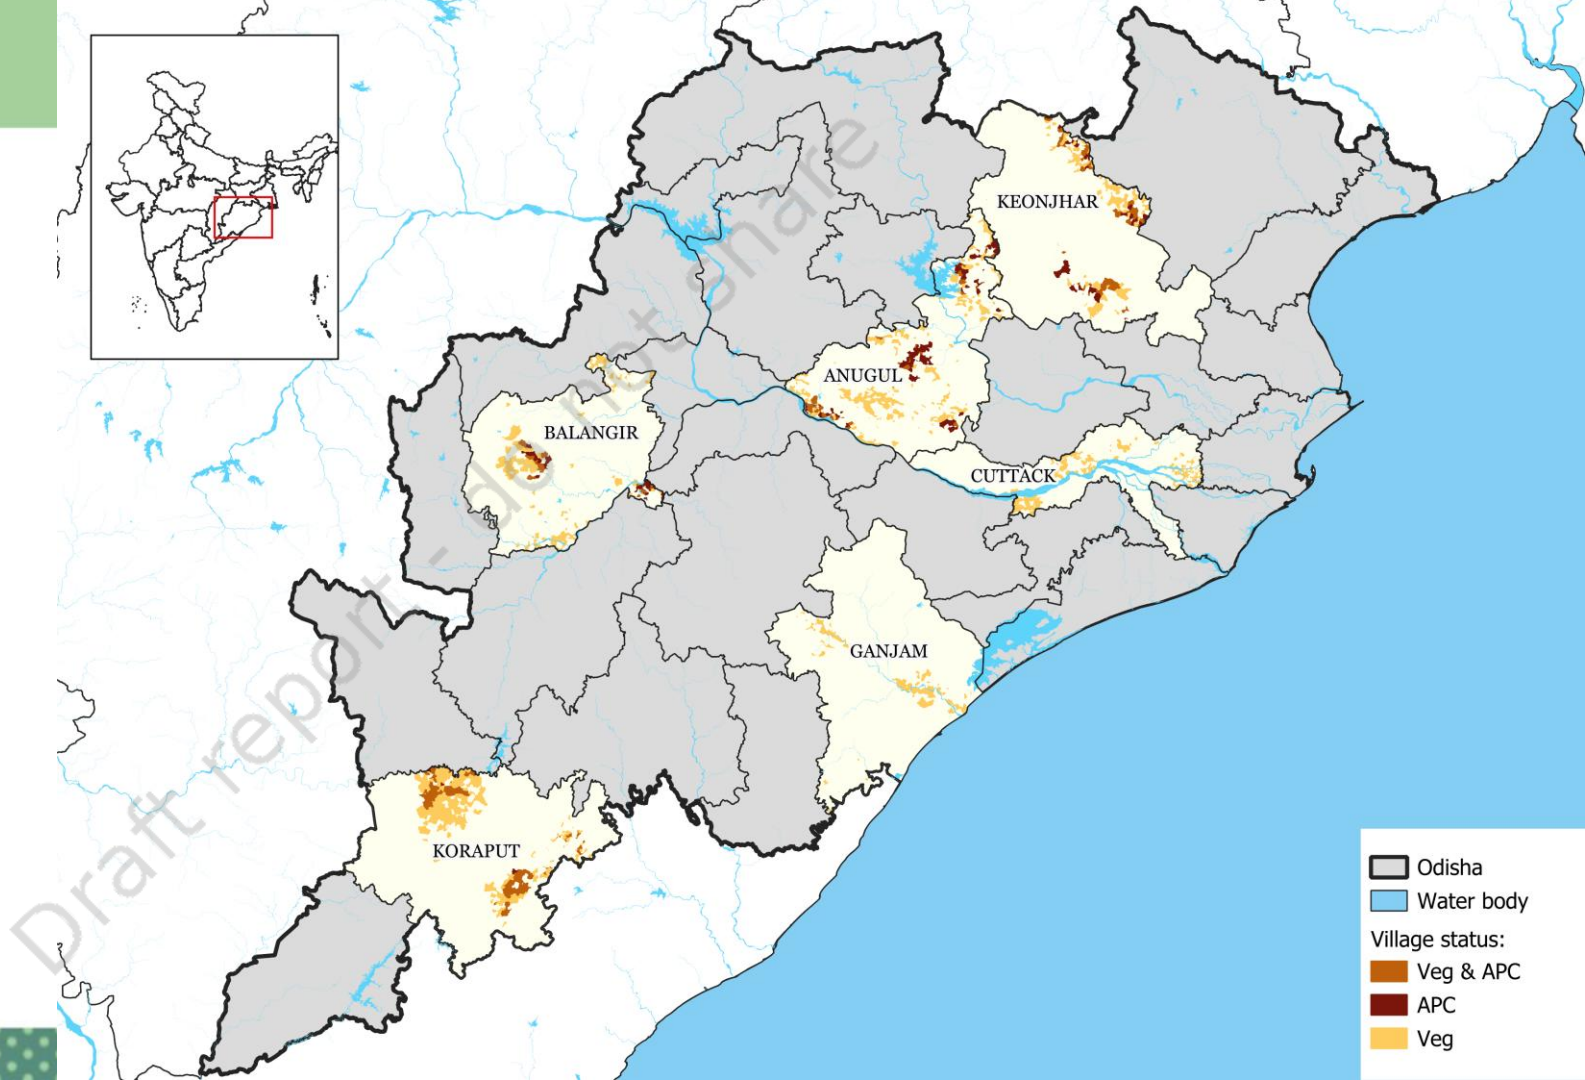 KEONJHAR
ANUGUL
BALANGIR
CUTTACK
GANJAM
KORAPUT
Draft report - do not share
Odisha
Water body
Village status:
Veg & APC
APC
Veg